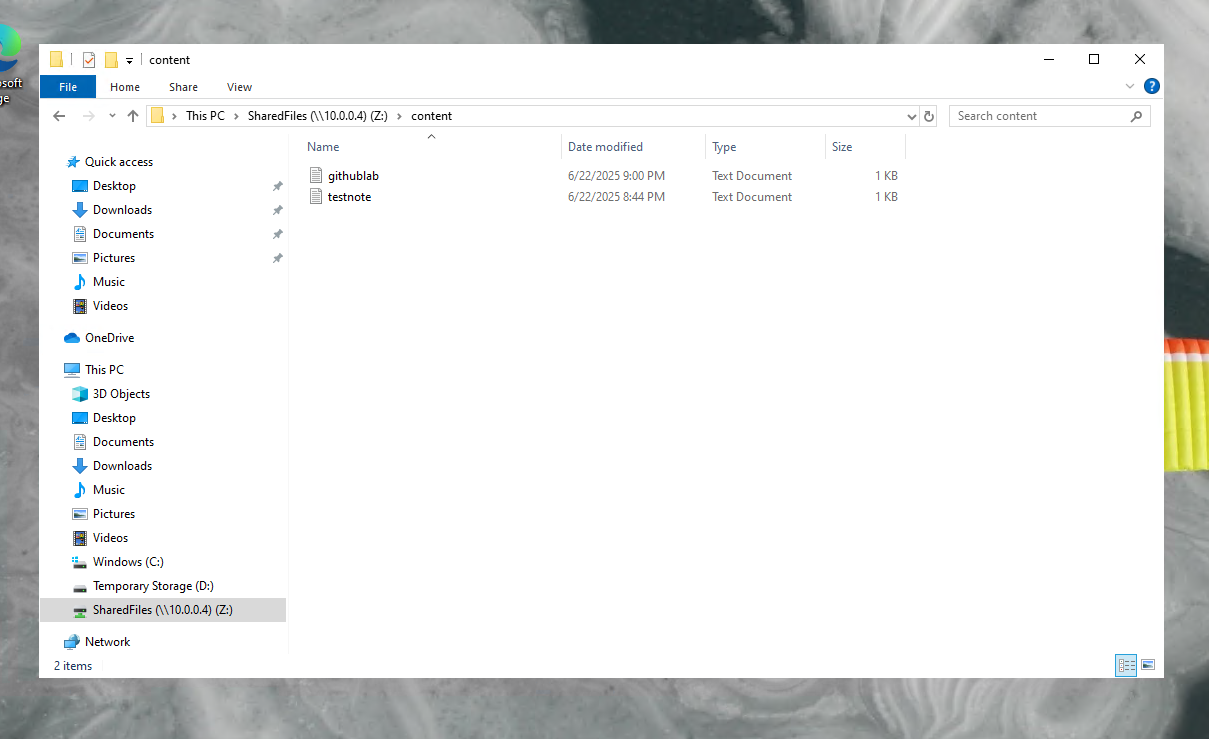 osoft
ge
content
File Home Share View
This PC SharedFiles (\\10.0.0.4) (Z:) content
Search content
Name Date modified Type Size
githublab 6/22/2025 9:00 PM Text Document 1 KB
testnote 6/22/2025 8:44 PM Text Document 1 KB
Quick access
Desktop
Downloads
Documents
Pictures
Music
Videos
OneDrive
This PC
3D Objects
Desktop
Documents
Downloads
Music
Pictures
Videos
Windows (C:)
Temporary Storage (D:)
SharedFiles (\\10.0.0.4) (Z:)
Network
2 items